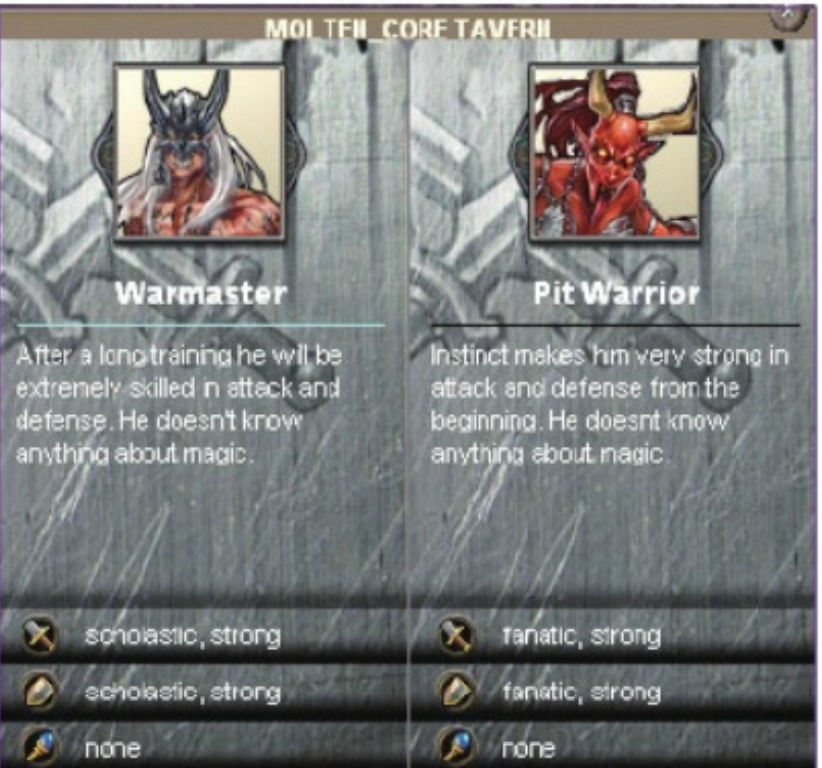 MOLTEN_CORE TAVERN
Warmaster
After a long training he will be
extremely skilled in attack and
defense. He doesn't know
anything about magic.
scholastic, strong
scholastic, strong
none
Pit Warrior
Instinct makes him very strong in
attack and defense from the
beginning. He doesnt know
anything about magic
fanatic, strong
fanatic, strong
none